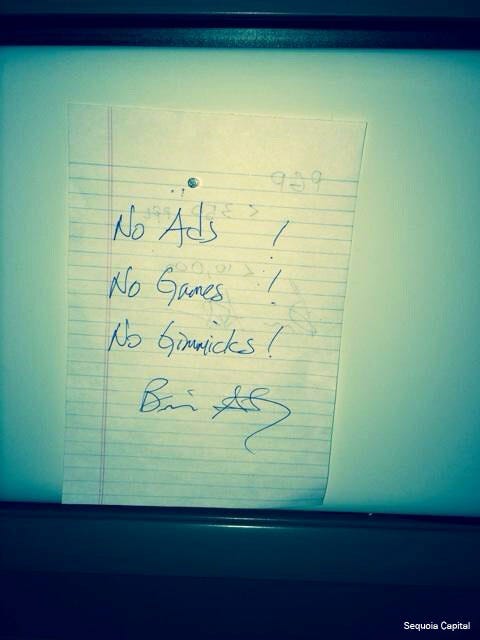 No Ads !
No Games !
No Gimmicks!
Sequoia Capital